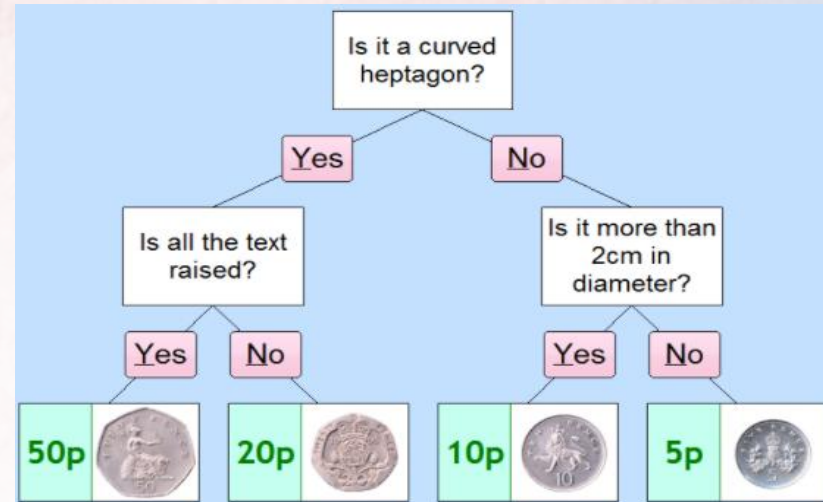 Is it a curved
heptagon?
Yes
No
Is all the text
raised?
Is it more than
2cm in
diameter?
Yes
No
Yes
No
50p
20p
10p
10
5p